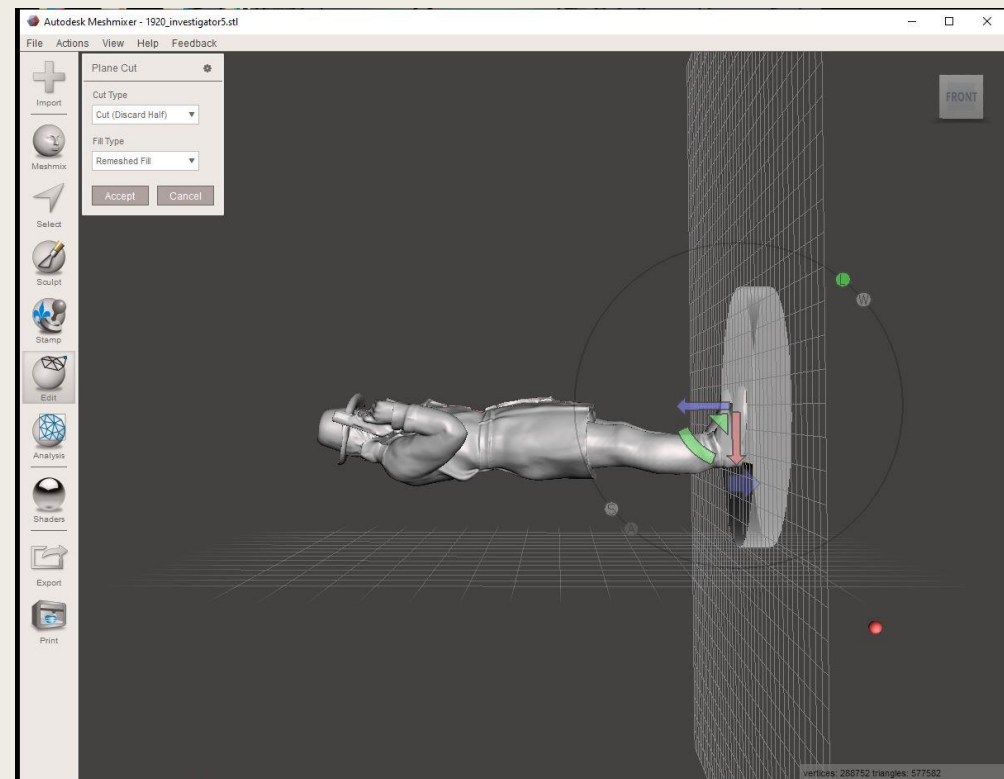 Autodesk Meshmixer - 1920_investigator5.stl
File Actions View Help Feedback
Import
Meshmix
Select
Sculpt
Stamp
Edit
Analysis
Shaders
Export
Print
Plane Cut
Cut Type
Cut (Discard Half)
Fill Type
Remeshed Fill
Accept Cancel
FRONT
L
W
S
A
vertices: 288752 triangles: 577582